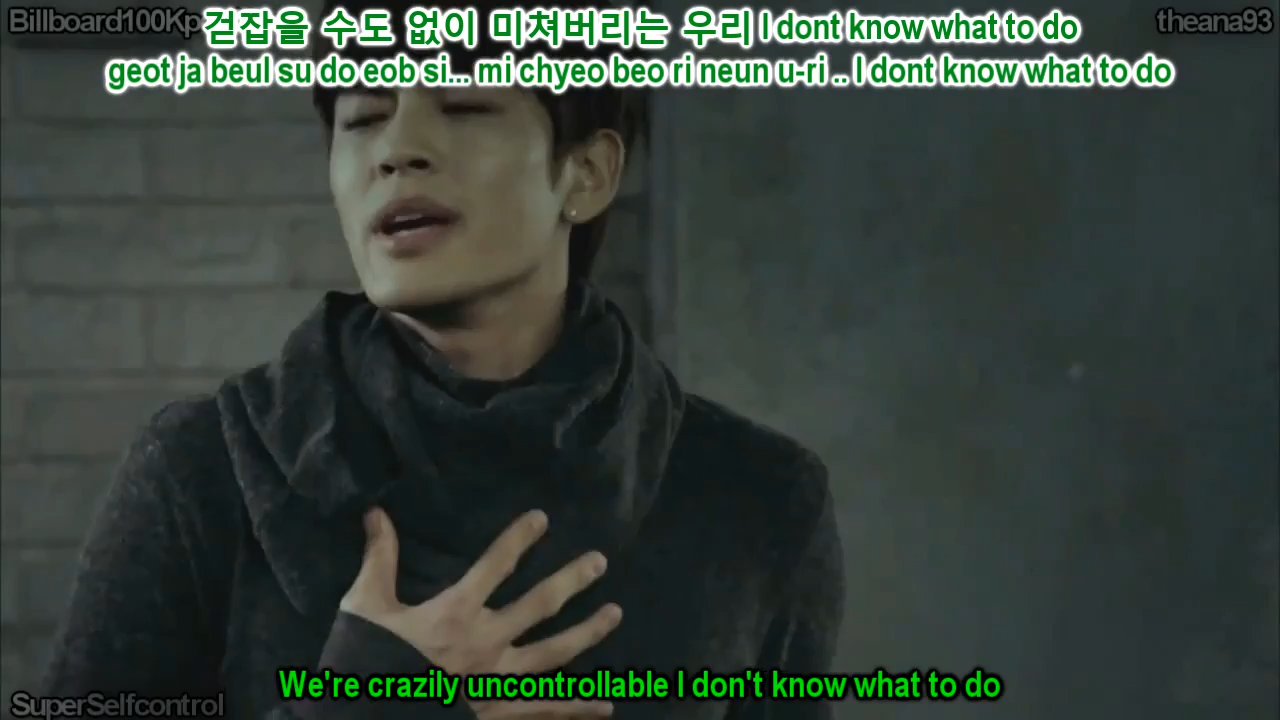 Billboard100Kp
theana93
걷잡을 수도 없이 미쳐버리는 우리 I dont know what to do
geot ja beul su do eob si... mi chyeo beo ri neun u-ri .. I dont know what to do
We're crazily uncontrollable I don't know what to do
SuperSelfcontrol